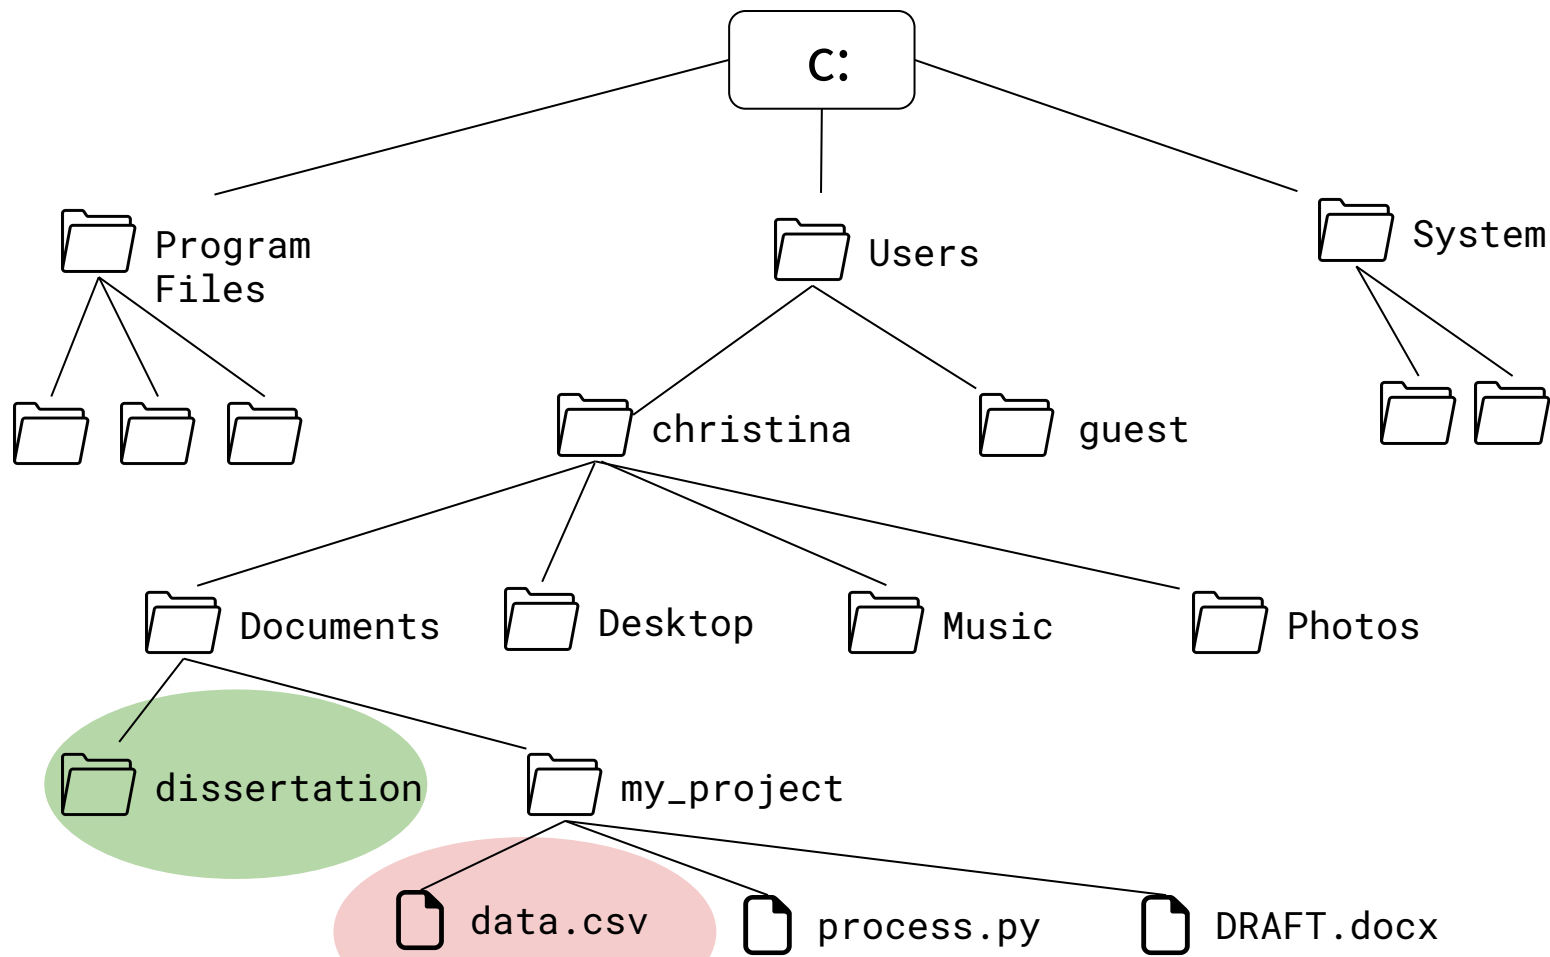 C:
Program
Files
Users
System
christina
guest
Documents
Desktop
Music
Photos
dissertation
my_project
data.csv
process.py
DRAFT.docx